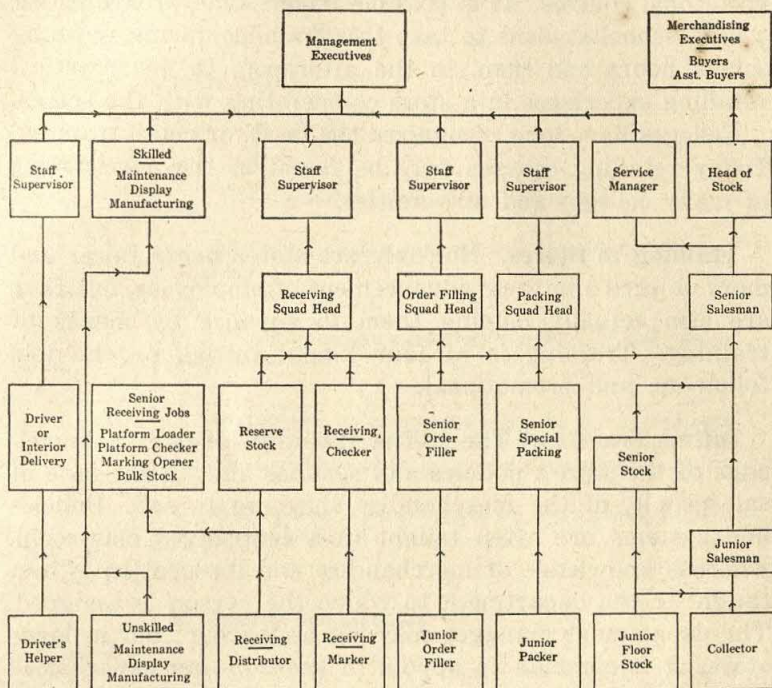 Management
Executives
Merchandising
Executives
Buyers
Asst. Buyers
Staff
Supervisor
Skilled
Maintenance
Display
Manufacturing
Staff
Supervisor
Staff
Supervisor
Staff
Supervisor
Service
Manager
Head of
Stock
Receiving
Squad Head
Order Filling
Squad Head
Packing
Squad Head
Senior
Salesman
Driver
or
Interior
Delivery
Senior
Receiving Jobs
Platform Loader
Platform Checker
Marking Opener
Bulk Stock
Reserve
Stock
Receiving
Checker
Senior
Order
Filler
Senior
Special
Packing
Senior
Stock
Junior
Salesman
Driver's
Helper
Unskilled
Maintenance
Display
Manufacturing
Receiving
Distributor
Receiving
Marker
Junior
Order
Filler
Junior
Packer
Junior
Floor
Stock
Collector